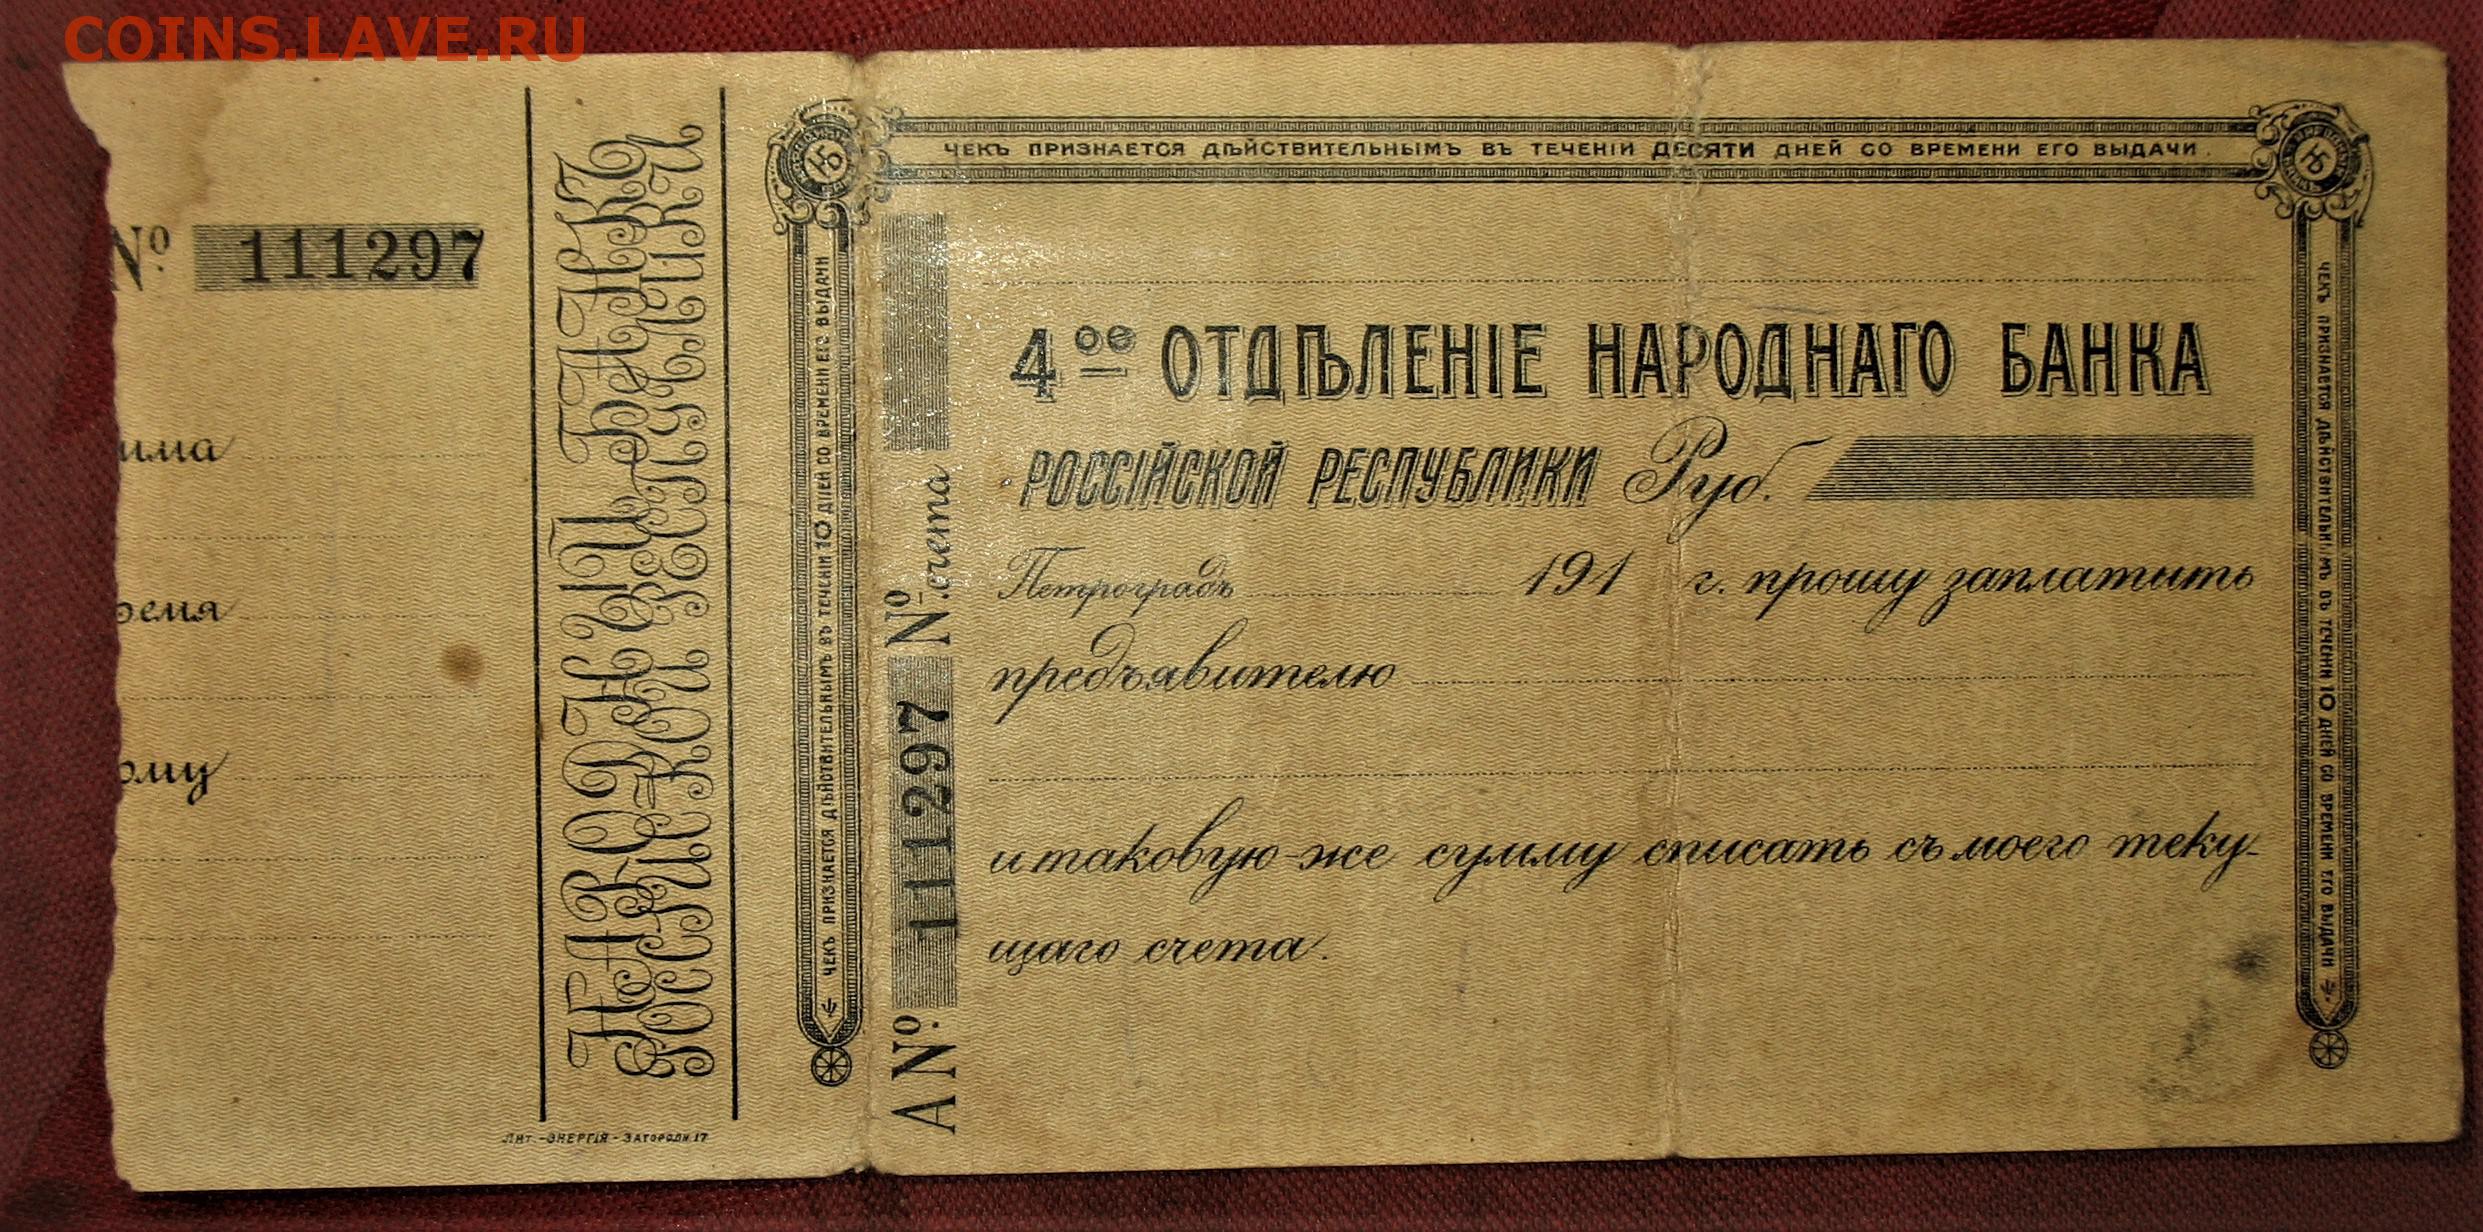 COINS.LAVE.RU
№ 111297
НАРОДНЫЙ БАНКЪ
РОССІЙСКОЙ РЕСПУБЛИКИ
Лит.-ЭНЕРГІЯ-ЗАГОРОДН.17
ЧЕКЪ ПРИЗНАЕТСЯ ДѢЙСТВИТЕЛЬНЫМЪ ВЪ ТЕЧЕНІИ 10 ДНЕЙ СО ВРЕМЕНИ ЕГО ВЫДАЧИ
А №: 111297 № счета
ЧЕКЪ ПРИЗНАЕТСЯ ДѢЙСТВИТЕЛЬНЫМЪ ВЪ ТЕЧЕНІИ ДЕСЯТИ ДНЕЙ СО ВРЕМЕНИ ЕГО ВЫДАЧИ.
4ое ОТДѢЛЕНІЕ НАРОДНАГО БАНКА
РОССІЙСКОЙ РЕСПУБЛИКИ Руб.
Петроградъ 191 г. прошу заплатить
предъявителю
и таковую-же сумму списать съ моего теку-
щаго счета.
ЧЕКЪ ПРИЗНАЕТСЯ ДѢЙСТВИТЕЛЬНЫМЪ ВЪ ТЕЧЕНІИ 10 ДНЕЙ СО ВРЕМЕНИ ЕГО ВЫДАЧИ